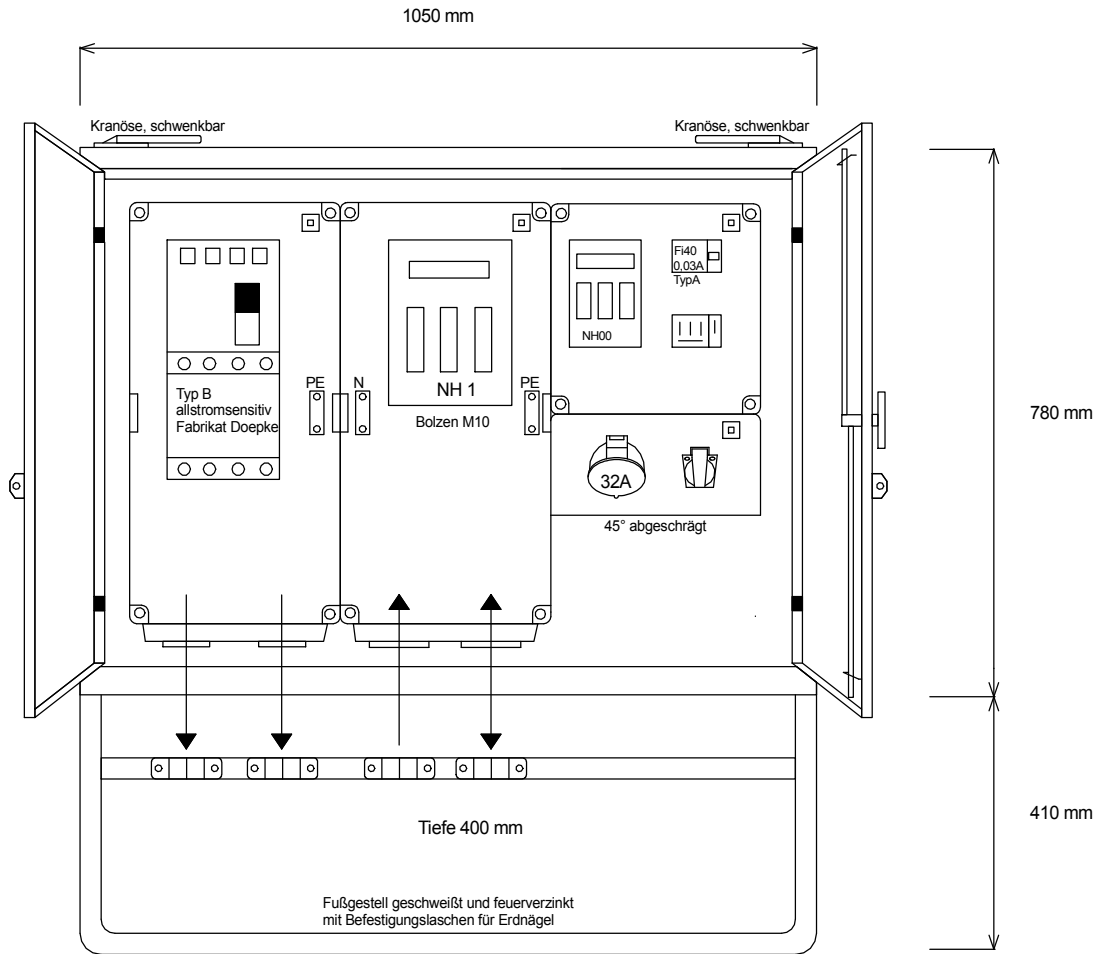 1050 mm
Kranöse, schwenkbar
Kranöse, schwenkbar
Fi40
0,03A
TypA
NH00
Typ B
allstromsensitiv
Fabrikat Doepke
PE
N
NH 1
PE
Bolzen M10
780 mm
32A
45° abgeschrägt
Tiefe 400 mm
410 mm
Fußgestell geschweißt und feuerverzinkt
mit Befestigungslaschen für Erdnägel